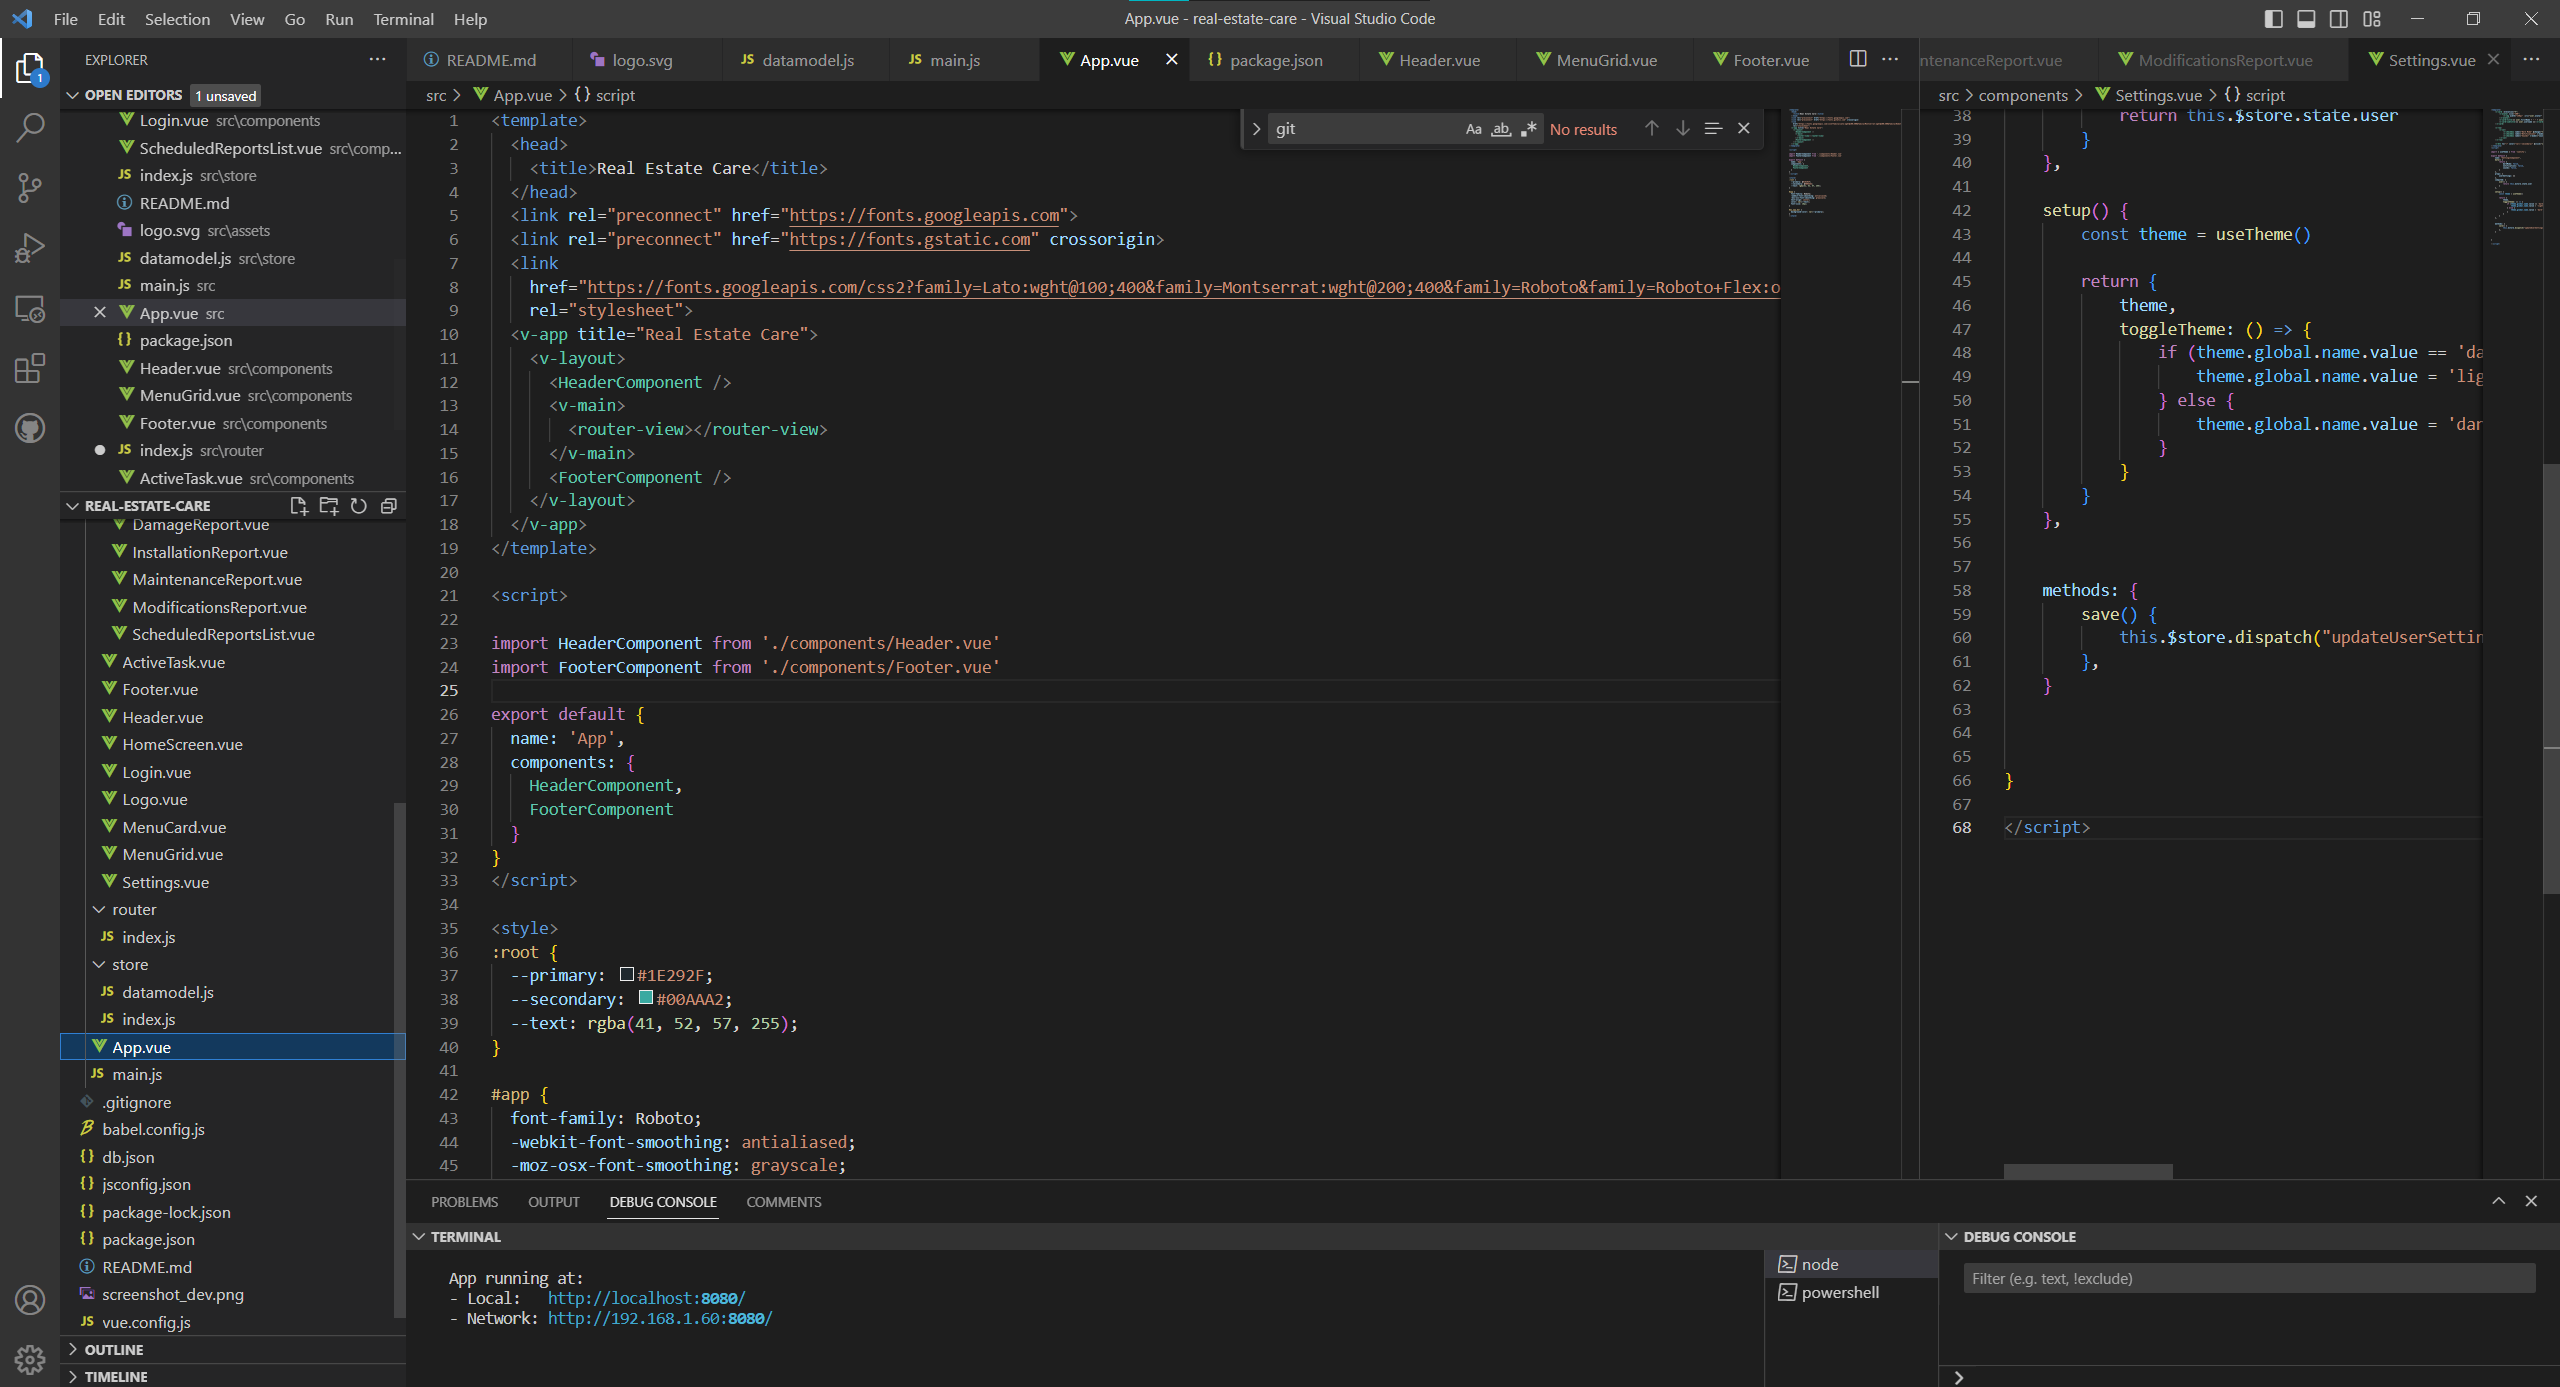 File Edit Selection View Go Run Terminal Help
App.vue - real-estate-care - Visual Studio Code
EXPLORER
1
OPEN EDITORS 1 unsaved
Login.vue src\components
ScheduledReportsList.vue src\comp...
index.js src\store
README.md
logo.svg src\assets
datamodel.js src\store
main.js src
App.vue src
package.json
Header.vue src\components
MenuGrid.vue src\components
Footer.vue src\components
index.js src\router
ActiveTask.vue src\components
REAL-ESTATE-CARE
DamageReport.vue
InstallationReport.vue
MaintenanceReport.vue
ModificationsReport.vue
ScheduledReportsList.vue
ActiveTask.vue
Footer.vue
Header.vue
HomeScreen.vue
Login.vue
Logo.vue
MenuCard.vue
MenuGrid.vue
Settings.vue
router
index.js
store
datamodel.js
index.js
App.vue
main.js
.gitignore
babel.config.js
db.json
jsconfig.json
package-lock.json
package.json
README.md
screenshot_dev.png
vue.config.js
OUTLINE
TIMELINE
README.md logo.svg datamodel.js main.js App.vue package.json Header.vue MenuGrid.vue Footer.vue
src > App.vue > {} script
git Aa ab .* No results
1 <template>
2 <head>
3 <title>Real Estate Care</title>
4 </head>
5 <link rel="preconnect" href="https://fonts.googleapis.com">
6 <link rel="preconnect" href="https://fonts.gstatic.com" crossorigin>
7 <link
8 href="https://fonts.googleapis.com/css2?family=Lato:wght@100;400&family=Montserrat:wght@200;400&family=Roboto&family=Roboto+Flex:o
9 rel="stylesheet">
10 <v-app title="Real Estate Care">
11 <v-layout>
12 <HeaderComponent />
13 <v-main>
14 <router-view></router-view>
15 </v-main>
16 <FooterComponent />
17 </v-layout>
18 </v-app>
19 </template>
20
21 <script>
22
23 import HeaderComponent from './components/Header.vue'
24 import FooterComponent from './components/Footer.vue'
25
26 export default {
27 name: 'App',
28 components: {
29 HeaderComponent,
30 FooterComponent
31 }
32 }
33 </script>
34
35 <style>
36 :root {
37 --primary: #1E292F;
38 --secondary: #00AAA2;
39 --text: rgba(41, 52, 57, 255);
40 }
41
42 #app {
43 font-family: Roboto;
44 -webkit-font-smoothing: antialiased;
45 -moz-osx-font-smoothing: grayscale;
ntenanceReport.vue ModificationsReport.vue Settings.vue
src > components > Settings.vue > {} script
38 return this.$store.state.user
39 }
40 },
41
42 setup() {
43 const theme = useTheme()
44
45 return {
46 theme,
47 toggleTheme: () => {
48 if (theme.global.name.value == 'da
49 theme.global.name.value = 'lig
50 } else {
51 theme.global.name.value = 'dar
52 }
53 }
54 }
55 },
56
57
58 methods: {
59 save() {
60 this.$store.dispatch("updateUserSettin
61 },
62 }
63
64
65
66 }
67
68 </script>
PROBLEMS OUTPUT DEBUG CONSOLE COMMENTS
TERMINAL
App running at:
- Local: http://localhost:8080/
- Network: http://192.168.1.60:8080/
node
powershell
DEBUG CONSOLE
Filter (e.g. text, !exclude)